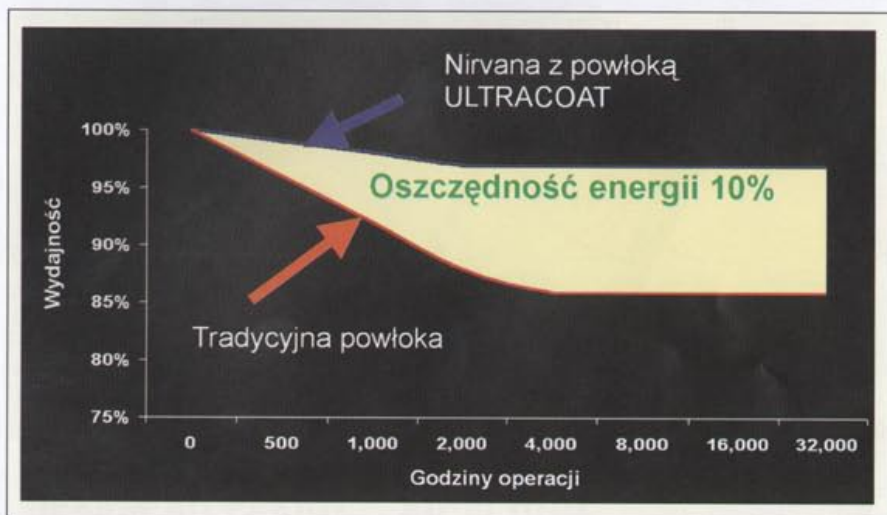 Nirvana z powłoką
ULTRACOAT
Oszczędność energii 10%
Tradycyjna powłoka
Wydajność
100%
95%
90%
85%
80%
75%
0 500 1,000 2,000 4,000 8,000 16,000 32,000
Godziny operacji